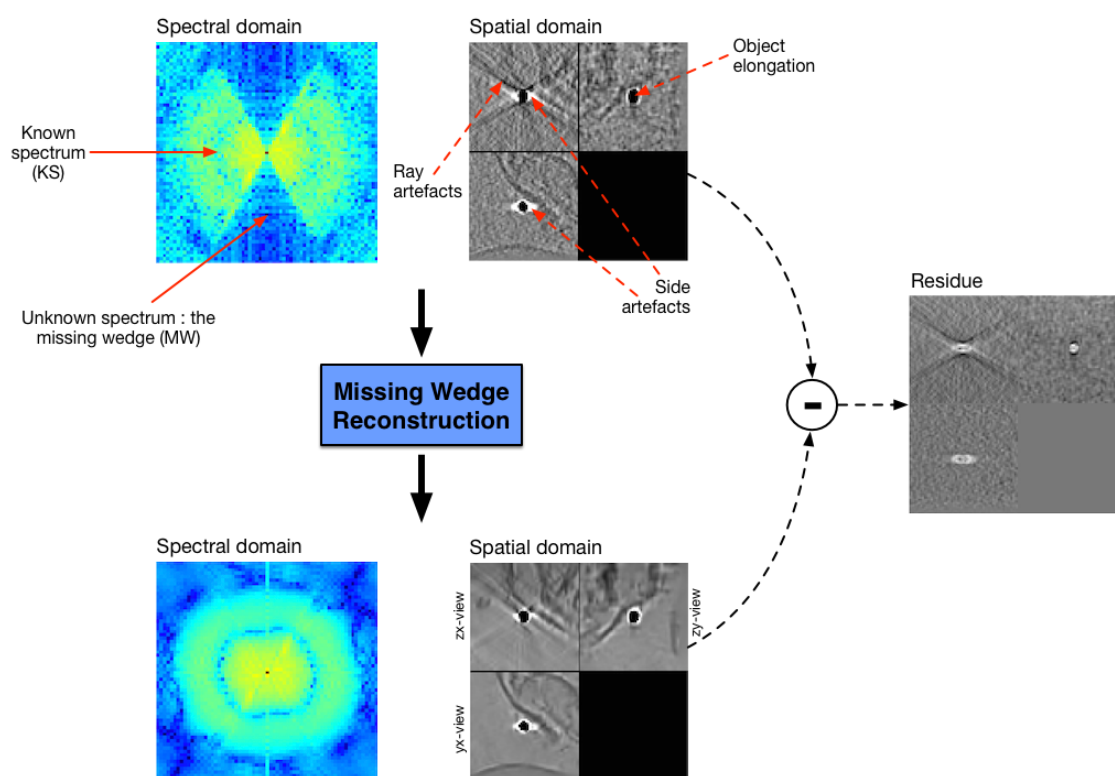 Spectral domain
Spatial domain
Object
elongation
Known
spectrum
(KS)
Ray
artefacts
Side
artefacts
Unknown spectrum : the
missing wedge (MW)
Residue
Missing Wedge
Reconstruction
Spectral domain
Spatial domain
zx-view
zy-view
yx-view